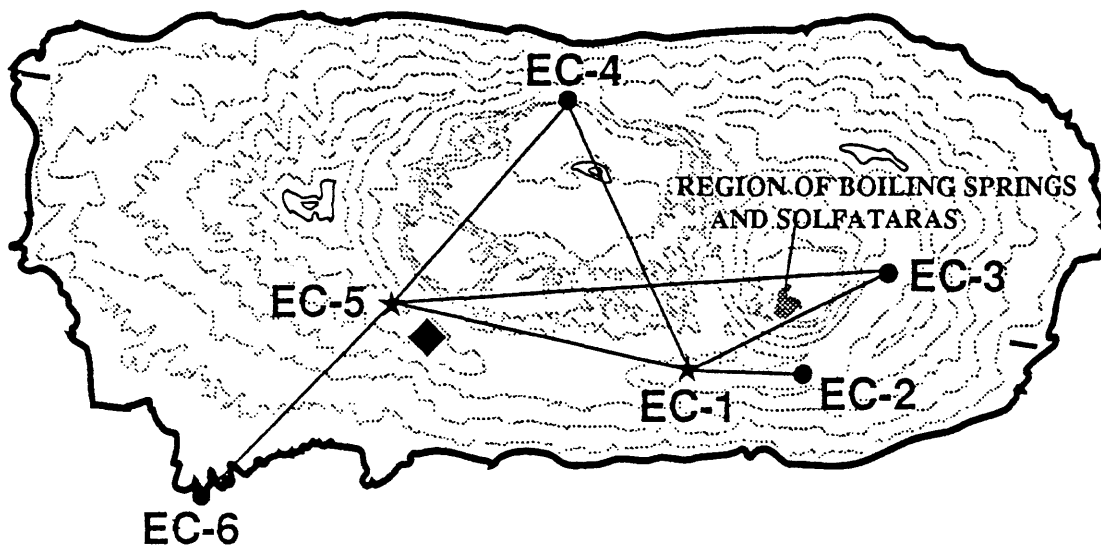 EC-4
REGION OF BOILING SPRINGS
AND SOLFATARAS
EC-3
EC-5
EC-1
EC-2
EC-6